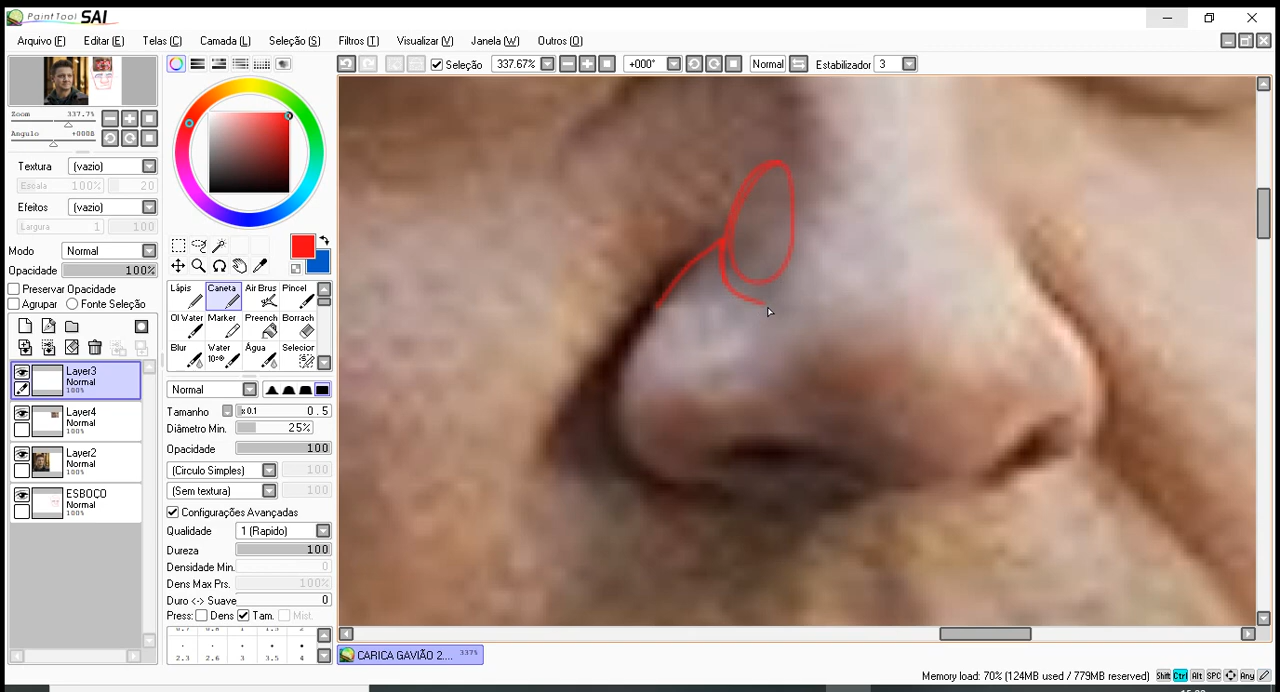 PaintTool SAI
Arquivo (F) Editar (E) Telas (C) Camada (L) Seleção (S) Filtros (T) Visualizar (V) Janela (W) Outros (O)
Seleção 337.67% +000° Normal Estabilizador 3
Zoom 337.7%
Angulo +000B
Textura (vazio)
Escala 100% 20
Efeitos (vazio)
Largura 1 100
Modo Normal
Opacidade 100%
Preservar Opacidade
Agrupar Fonte Seleção
Layer3
Normal
100%
Layer4
Normal
100%
Layer2
Normal
100%
ESBOCO
Normal
100%
Lápis Caneta Air Brus Pincel
Ol Water Marker Preench Borrach
Blur Water 10** Água Selecior
Normal
Tamanho x 0.1 0.5
Diâmetro Min. 25%
Opacidade 100
(Circulo Simples) 100
(Sem textura) 100
Configurações Avançadas
Qualidade 1 (Rapido)
Dureza 100
Densidade Min. 0
Dens Max Prs. 100%
Duro <-> Suave 0
Press: Dens Tam. Mist.
2.3 2.6 3 3.5 4
CARICA GAVIÃO 2.... 337%
Memory load: 70% (124MB used / 779MB reserved) Shift Ctrl Alt SPC Any